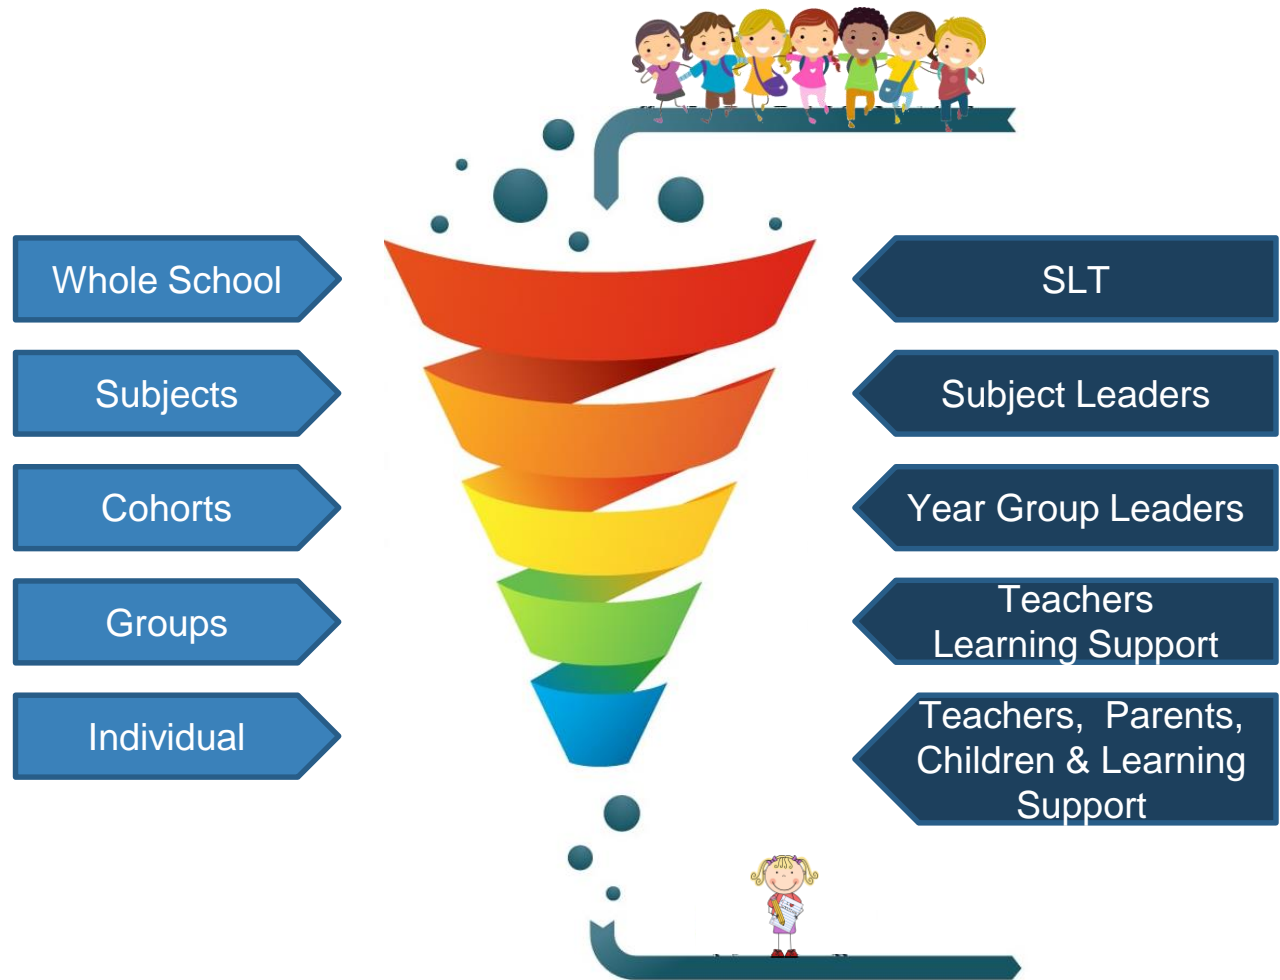 Whole School
SLT
Subjects
Subject Leaders
Cohorts
Year Group Leaders
Groups
Teachers
Learning Support
Individual
Teachers, Parents,
Children & Learning
Support